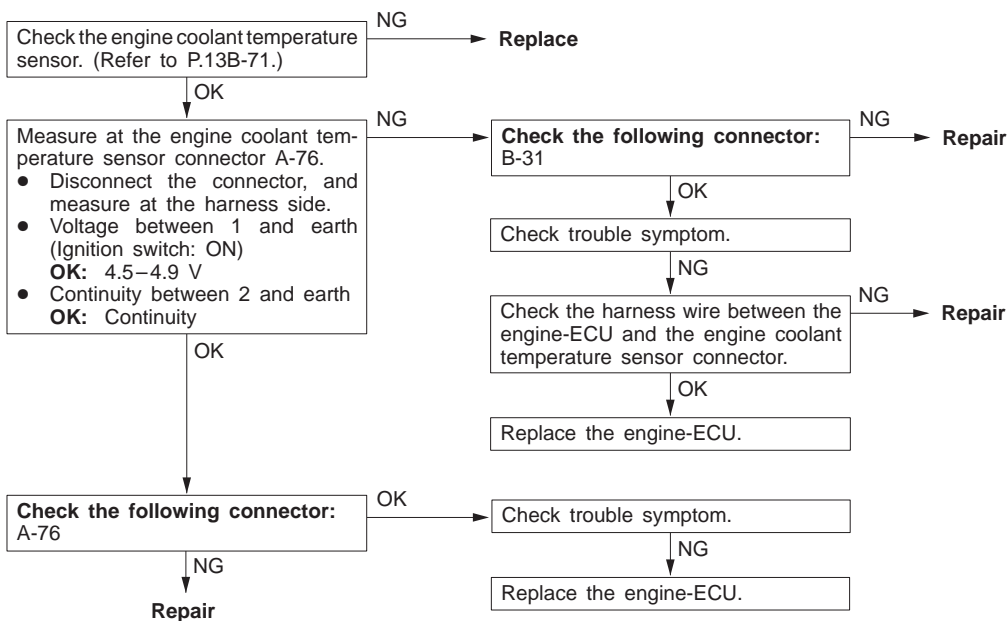 Check the engine coolant temperature
sensor. (Refer to P.13B-71.)
NG
Replace
OK
Measure at the engine coolant tem-
perature sensor connector A-76.
● Disconnect the connector, and
measure at the harness side.
● Voltage between 1 and earth
(Ignition switch: ON)
OK: 4.5–4.9 V
● Continuity between 2 and earth
OK: Continuity
NG
Check the following connector:
B-31
NG
Repair
OK
Check trouble symptom.
NG
Check the harness wire between the
engine-ECU and the engine coolant
temperature sensor connector.
NG
Repair
OK
Replace the engine-ECU.
OK
Check the following connector:
A-76
OK
Check trouble symptom.
NG
Replace the engine-ECU.
NG
Repair